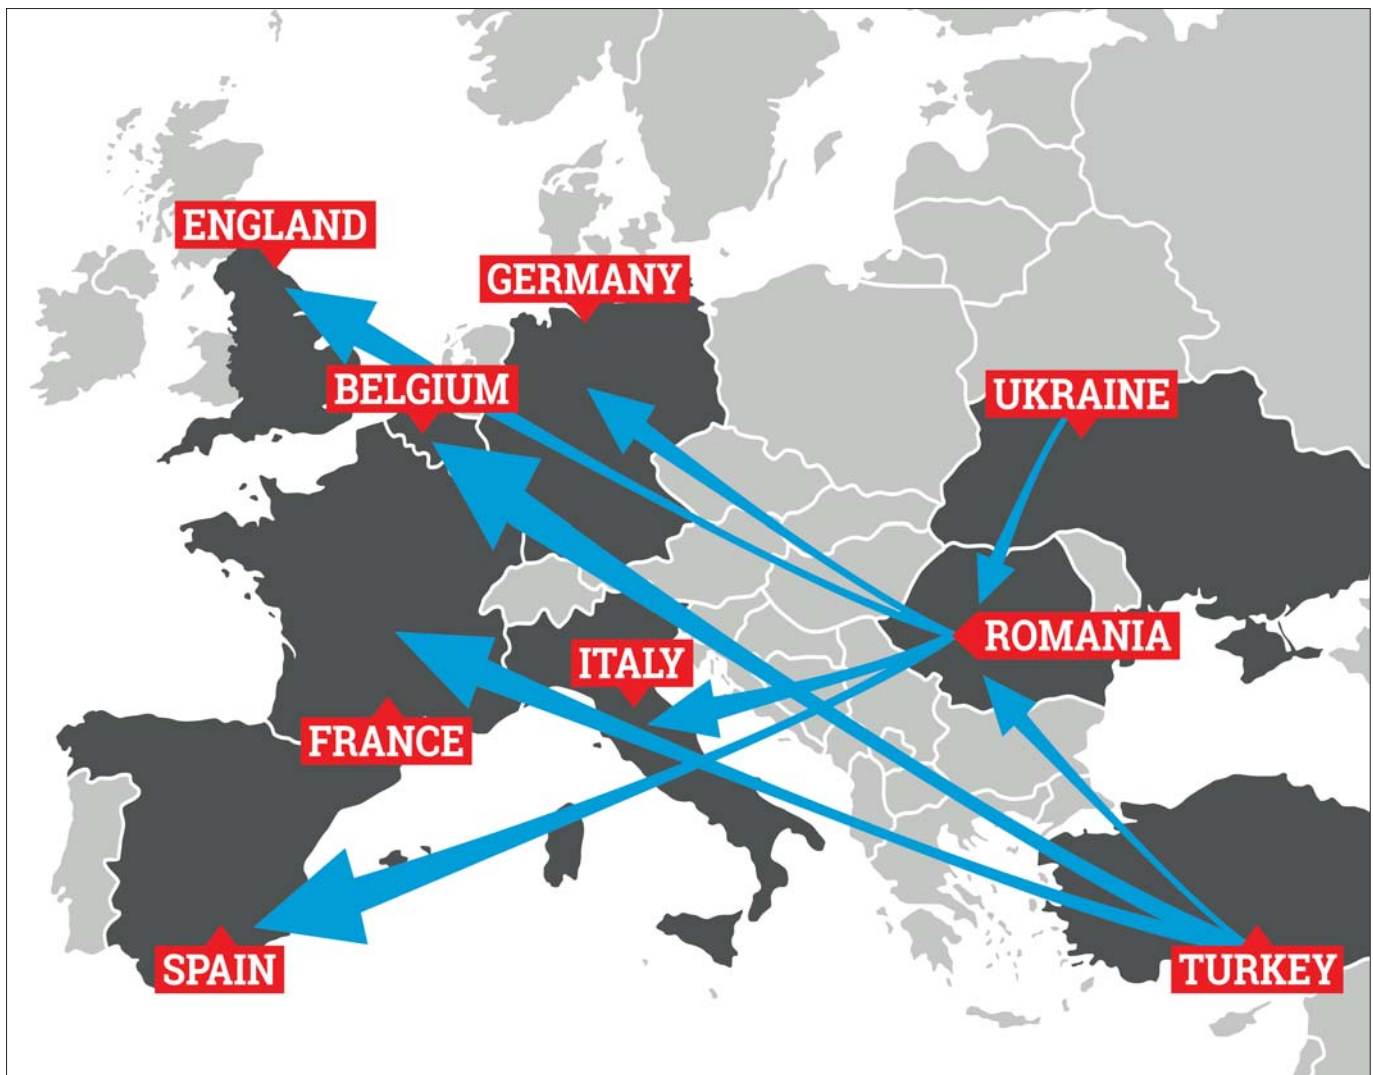 ENGLAND
GERMANY
BELGIUM
UKRAINE
ROMANIA
ITALY
FRANCE
SPAIN
TURKEY